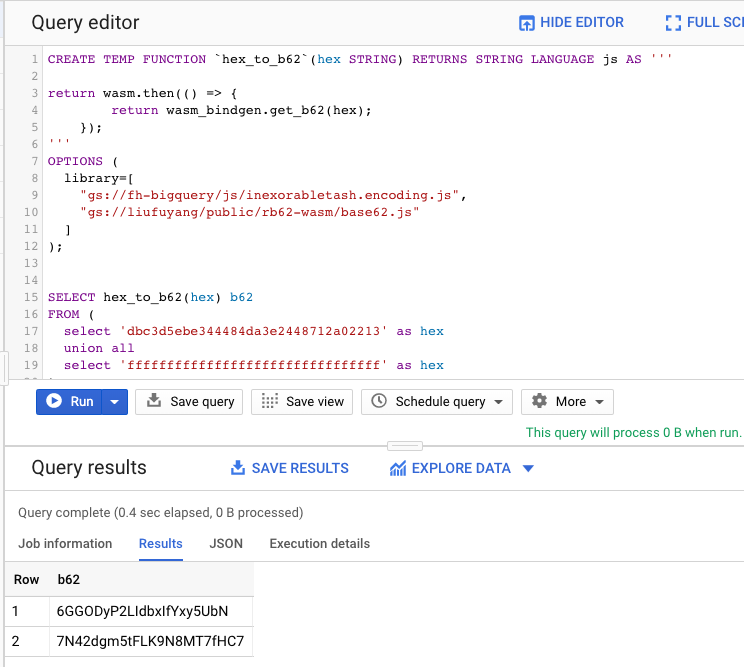 Query editor
HIDE EDITOR
FULL SCI
1 CREATE TEMP FUNCTION `hex_to_b62`(hex STRING) RETURNS STRING LANGUAGE js AS '''
2
3 return wasm.then(() => {
4 return wasm_bindgen.get_b62(hex);
5 });
6 '''
7 OPTIONS (
8 library=[
9 "gs://fh-bigquery/js/inexorabletash.encoding.js",
10 "gs://liufuyang/public/rb62-wasm/base62.js"
11 ]
12 );
13
14
15 SELECT hex_to_b62(hex) b62
16 FROM (
17 select 'dbc3d5ebe344484da3e2448712a02213' as hex
18 union all
19 select 'ffffffffffffffffffffffffffffffff' as hex
Run
Save query
Save view
Schedule query
More
This query will process 0 B when run.
Query results
SAVE RESULTS
EXPLORE DATA
Query complete (0.4 sec elapsed, 0 B processed)
Job information Results JSON Execution details
Row b62
1 6GGODyP2LIdbxIfYxy5UbN
2 7N42dgm5tFLK9N8MT7fHC7